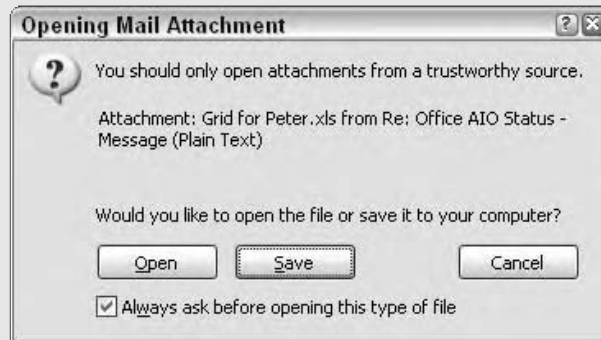 Opening Mail Attachment
You should only open attachments from a trustworthy source.
Attachment: Grid for Peter.xls from Re: Office AIO Status -
Message (Plain Text)
Would you like to open the file or save it to your computer?
Open Save Cancel
Always ask before opening this type of file